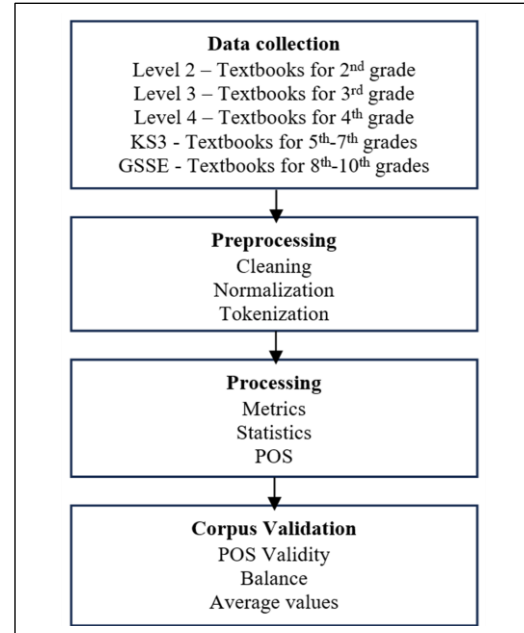 Data collection
Level 2 – Textbooks for 2nd grade
Level 3 – Textbooks for 3rd grade
Level 4 – Textbooks for 4th grade
KS3 - Textbooks for 5th-7th grades
GSSE - Textbooks for 8th-10th grades
Preprocessing
Cleaning
Normalization
Tokenization
Processing
Metrics
Statistics
POS
Corpus Validation
POS Validity
Balance
Average values